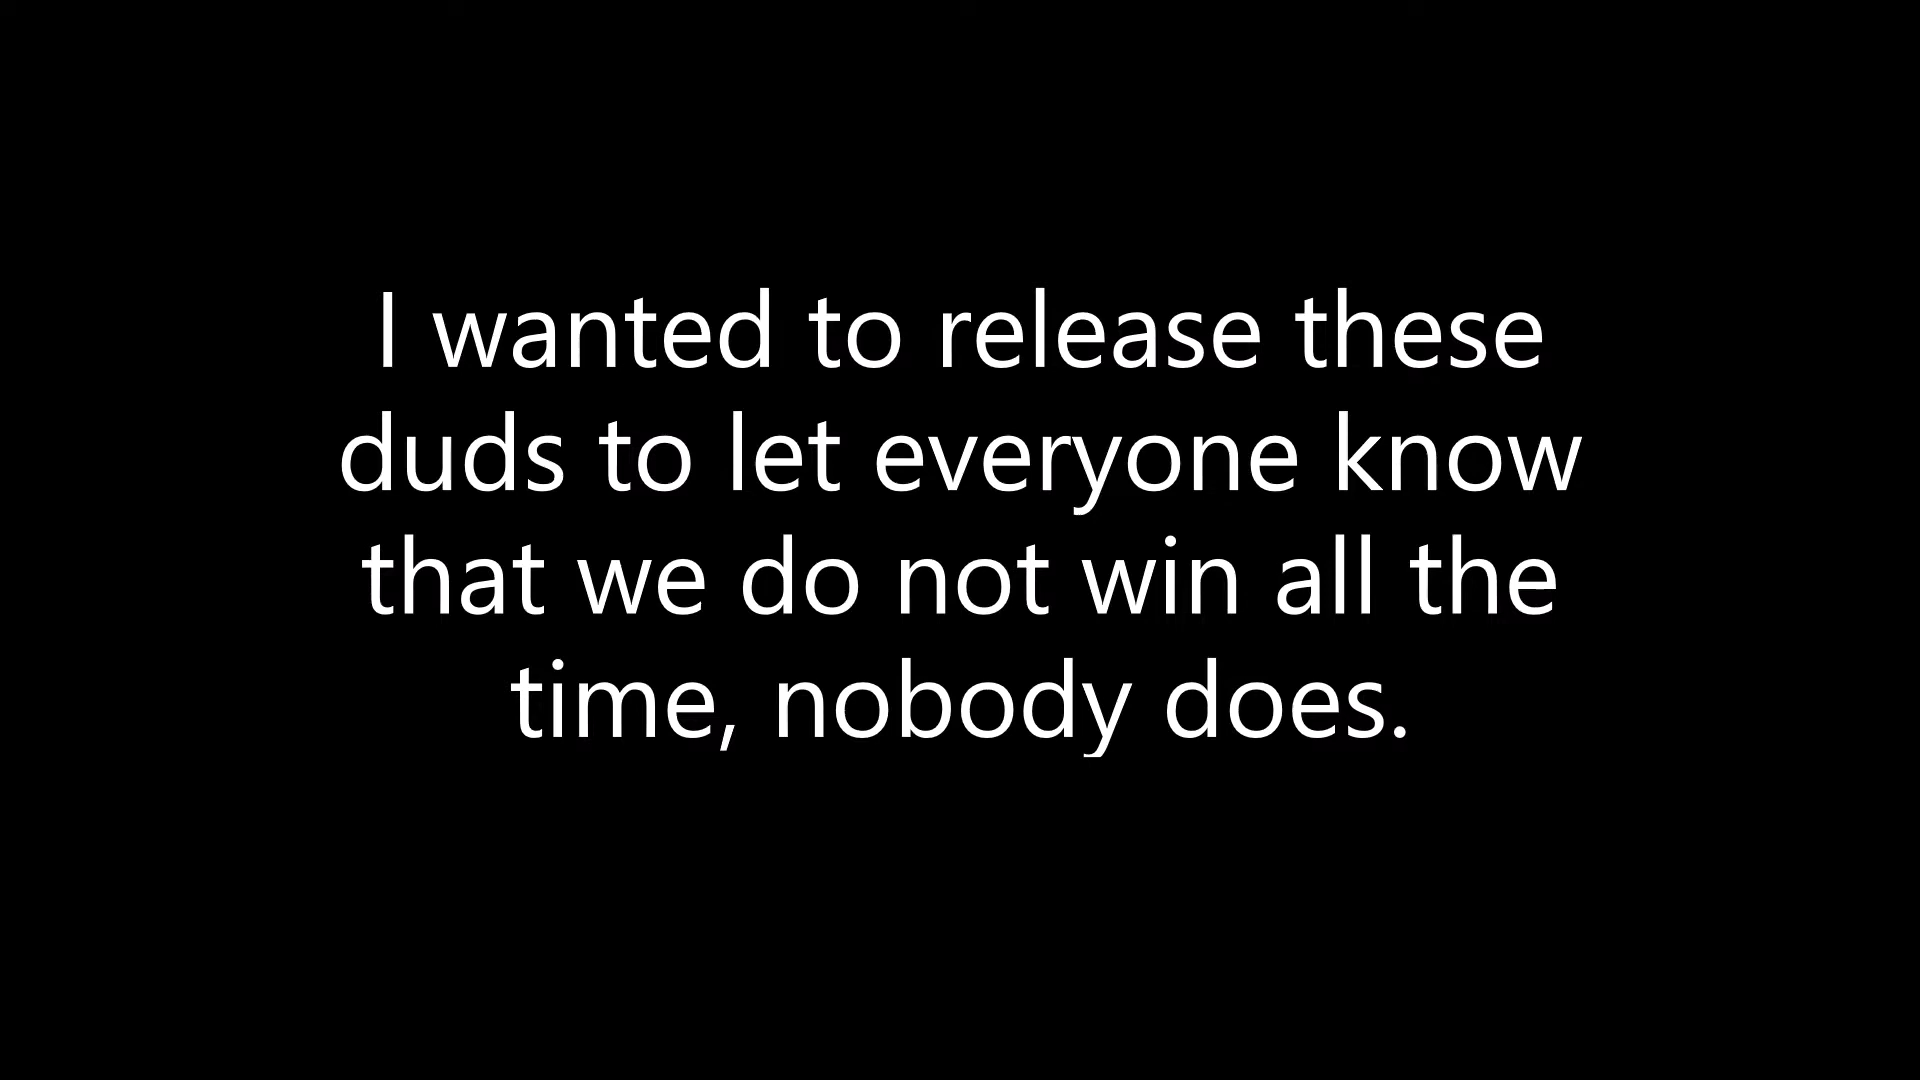 I wanted to release these
duds to let everyone know
that we do not win all the
time, nobody does.